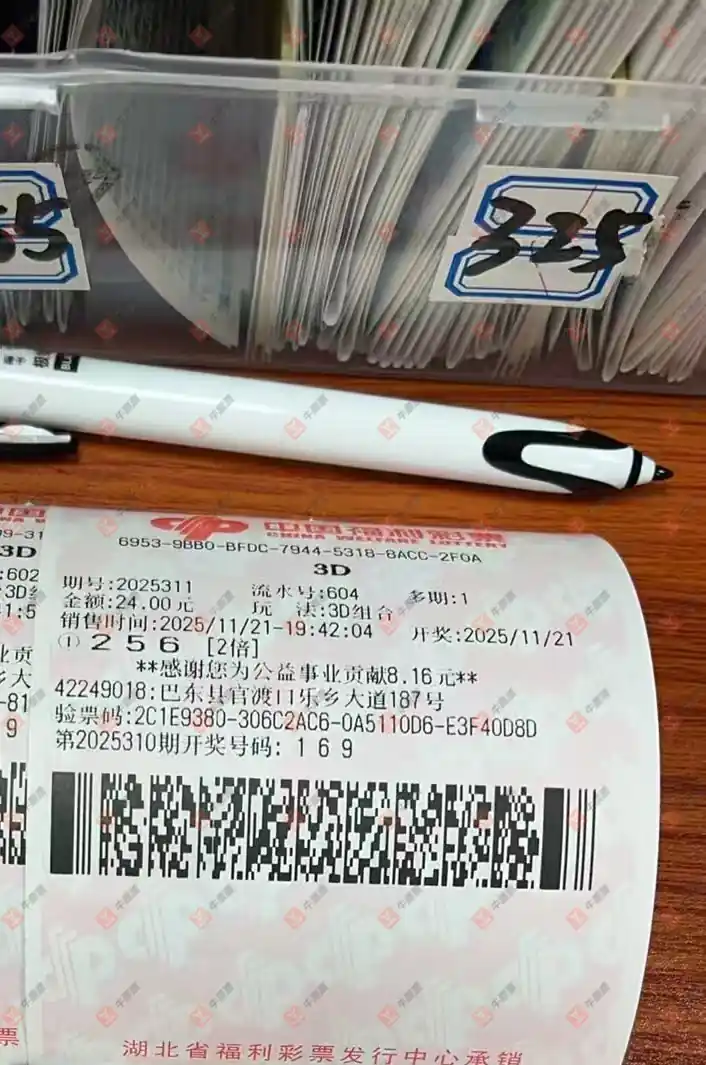 325
中国福利彩票
CHINA WELFARE LOTTERY
6953-9BB0-BFDC-7944-5318-8ACC-2F0A
3D
期号:2025311 流水号:604 多期:1
金额:24.00元 玩 法:3D组合
销售时间:2025/11/21-19:42:04 开奖:2025/11/21
① 2 5 6 [2倍]
**感谢您为公益事业贡献8.16元**
42249018:巴东县官渡口乐乡大道187号
验票码:2C1E9380-306C2AC6-0A5110D6-E3F40D8D
第2025310期开奖号码: 1 6 9
湖北省福利彩票发行中心承销